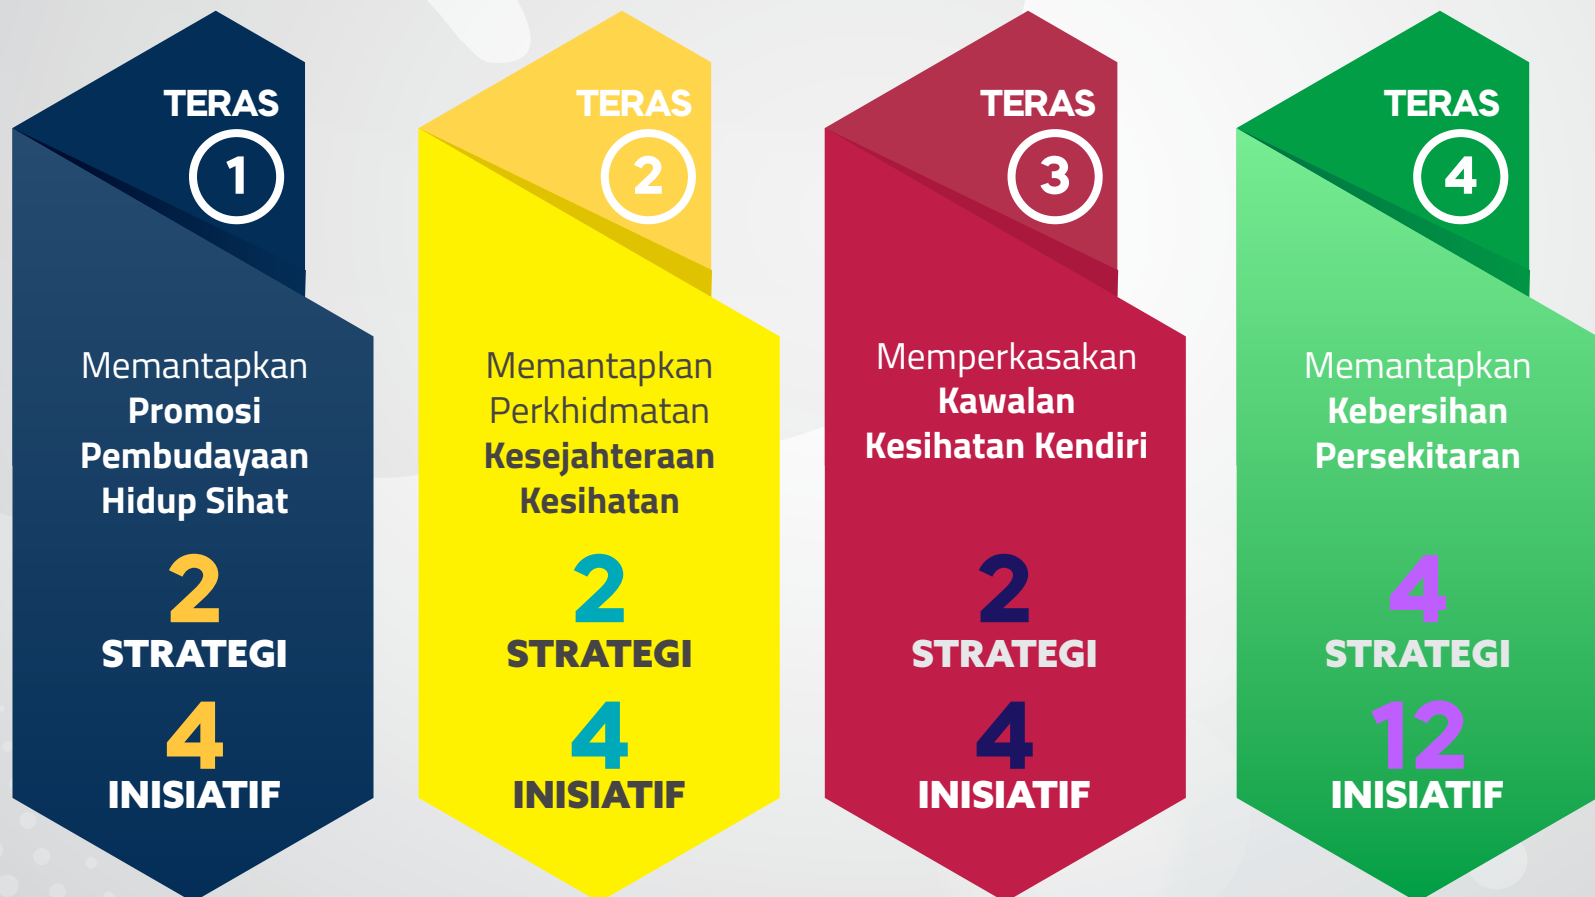 TERAS
1
Memantapkan
Promosi
Pembudayaan
Hidup Sihat
2
STRATEGI
4
INISIATIF
TERAS
2
Memantapkan
Perkhidmatan
Kesejahteraan
Kesihatan
2
STRATEGI
4
INISIATIF
TERAS
3
Memperkasakan
Kawalan
Kesihatan Kendiri
2
STRATEGI
4
INISIATIF
TERAS
4
Memantapkan
Kebersihan
Persekitaran
4
STRATEGI
12
INISIATIF